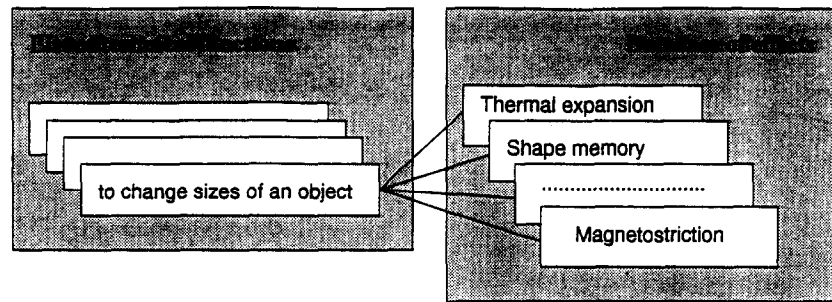 Thermal expansion
Shape memory
to change sizes of an object
..............................
Magnetostriction